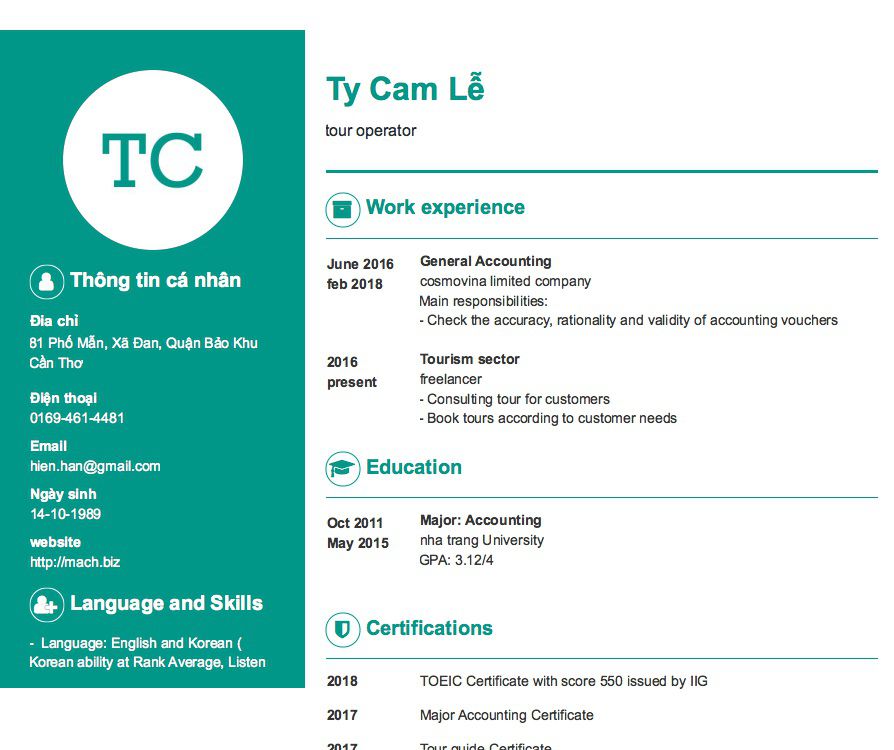 TC
Thông tin cá nhân
Địa chỉ
81 Phố Mẫn, Xã Đan, Quận Bảo Khu
Cần Thơ
Điện thoại
0169-461-4481
Email
hien.han@gmail.com
Ngày sinh
14-10-1989
website
http://mach.biz
Language and Skills
- Language: English and Korean (
Korean ability at Rank Average, Listen
Ty Cam Lễ
tour operator
Work experience
June 2016
feb 2018
General Accounting
cosmovina limited company
Main responsibilities:
- Check the accuracy, rationality and validity of accounting vouchers
2016
present
Tourism sector
freelancer
- Consulting tour for customers
- Book tours according to customer needs
Education
Oct 2011
May 2015
Major: Accounting
nha trang University
GPA: 3.12/4
Certifications
2018 TOEIC Certificate with score 550 issued by IIG
2017 Major Accounting Certificate
2017 Tour guide Certificate